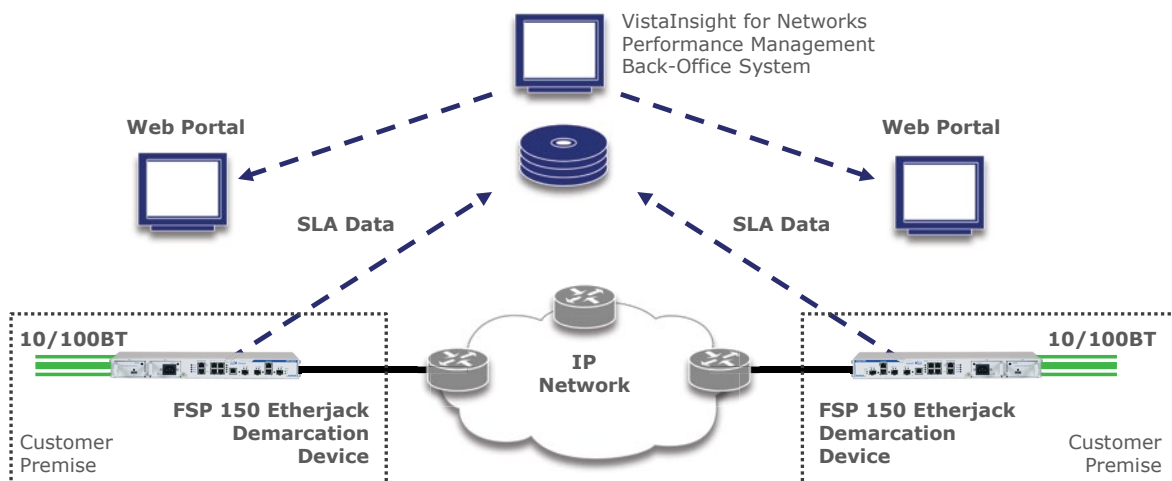 VistaInsight for Networks
Performance Management
Back-Office System
Web Portal
Web Portal
SLA Data
SLA Data
10/100BT
10/100BT
IP
Network
FSP 150 Etherjack
Demarcation
Device
FSP 150 Etherjack
Demarcation
Device
Customer
Premise
Customer
Premise